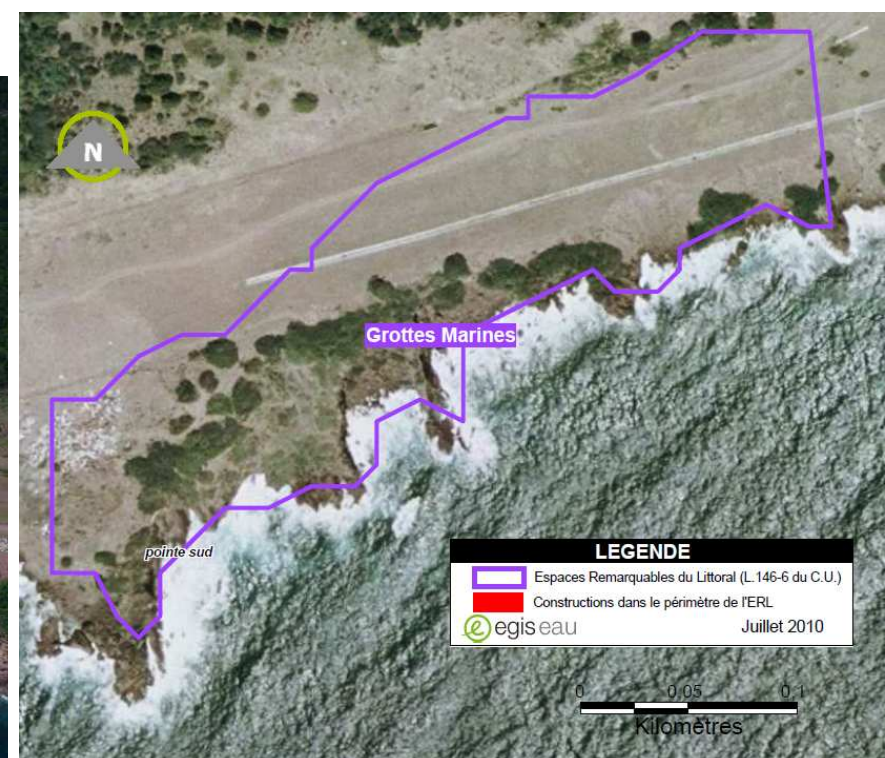 N
Grottes Marines
pointe sud
LEGENDE
Espaces Remarquables du Littoral (L.146-6 du C.U.)
Constructions dans le périmètre de l'ERL
egis eau Juillet 2010
0 0,05 0,1
Kilomètres